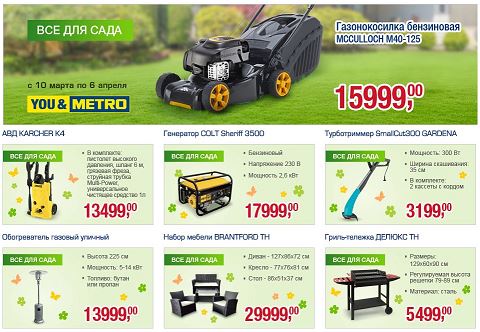 ВСЕ ДЛЯ САДА
Газонокосилка бензиновая
MCCULLOCH M40-125
с 10 марта по 6 апреля
YOU & METRO
15999,00
АВД KARCHER K4
ВСЕ ДЛЯ САДА
• В комплекте:
пистолет высокого
давления, шланг 6 м,
грязевая фреза,
струйная трубка
Multi-Power,
универсальное
чистящее средство 1л
13499,00
Генератор COLT Sheriff 3500
ВСЕ ДЛЯ САДА
• Бензиновый
• Напряжение 230 В
• Мощность 2,6 кВт
17999,00
Турботриммер SmallCut300 GARDENA
ВСЕ ДЛЯ САДА
• Мощность: 300 Вт
• Ширина
скашивания:
35 см
• В комплекте:
2 кассеты с кордом
3199,00
Обогреватель газовый уличный
ВСЕ ДЛЯ САДА
• Высота 225 см
• Мощность: 5-14 кВт
• Топливо: бутан
или пропан
13999,00
Набор мебели BRANTFORD TH
ВСЕ ДЛЯ САДА
• Диван - 127x86x72 см
• Кресло - 77x76x81 см
• Стол - 86x51x37 см
29999,00
Гриль-тележка ДЕЛЮКС TH
ВСЕ ДЛЯ САДА
• Размеры:
129x60x90 см
• Регулируемая высота
решетки 79-89 см
• Материал: сталь
5499,00